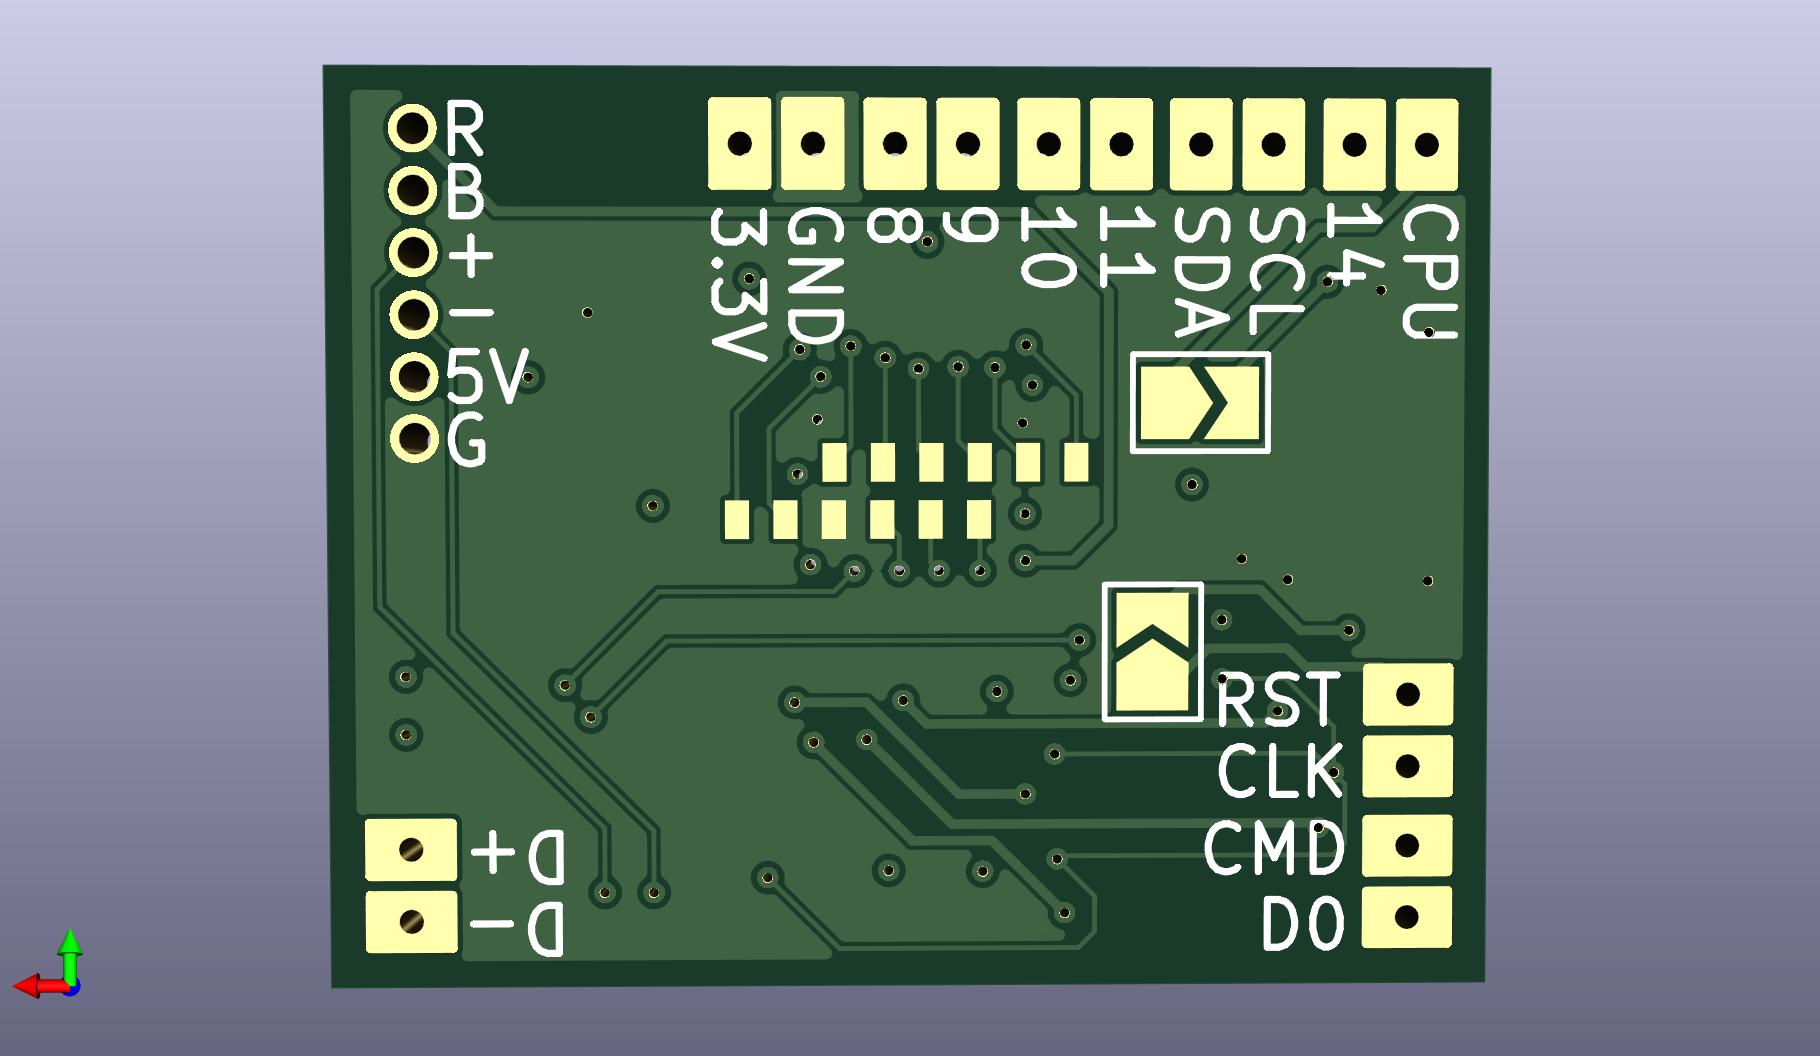 R
B
+
-
5V
G
3.3V
GND
8
9
10
11
SDA
SCL
14
CPU
RST
CLK
CMD
D0
D+
D-